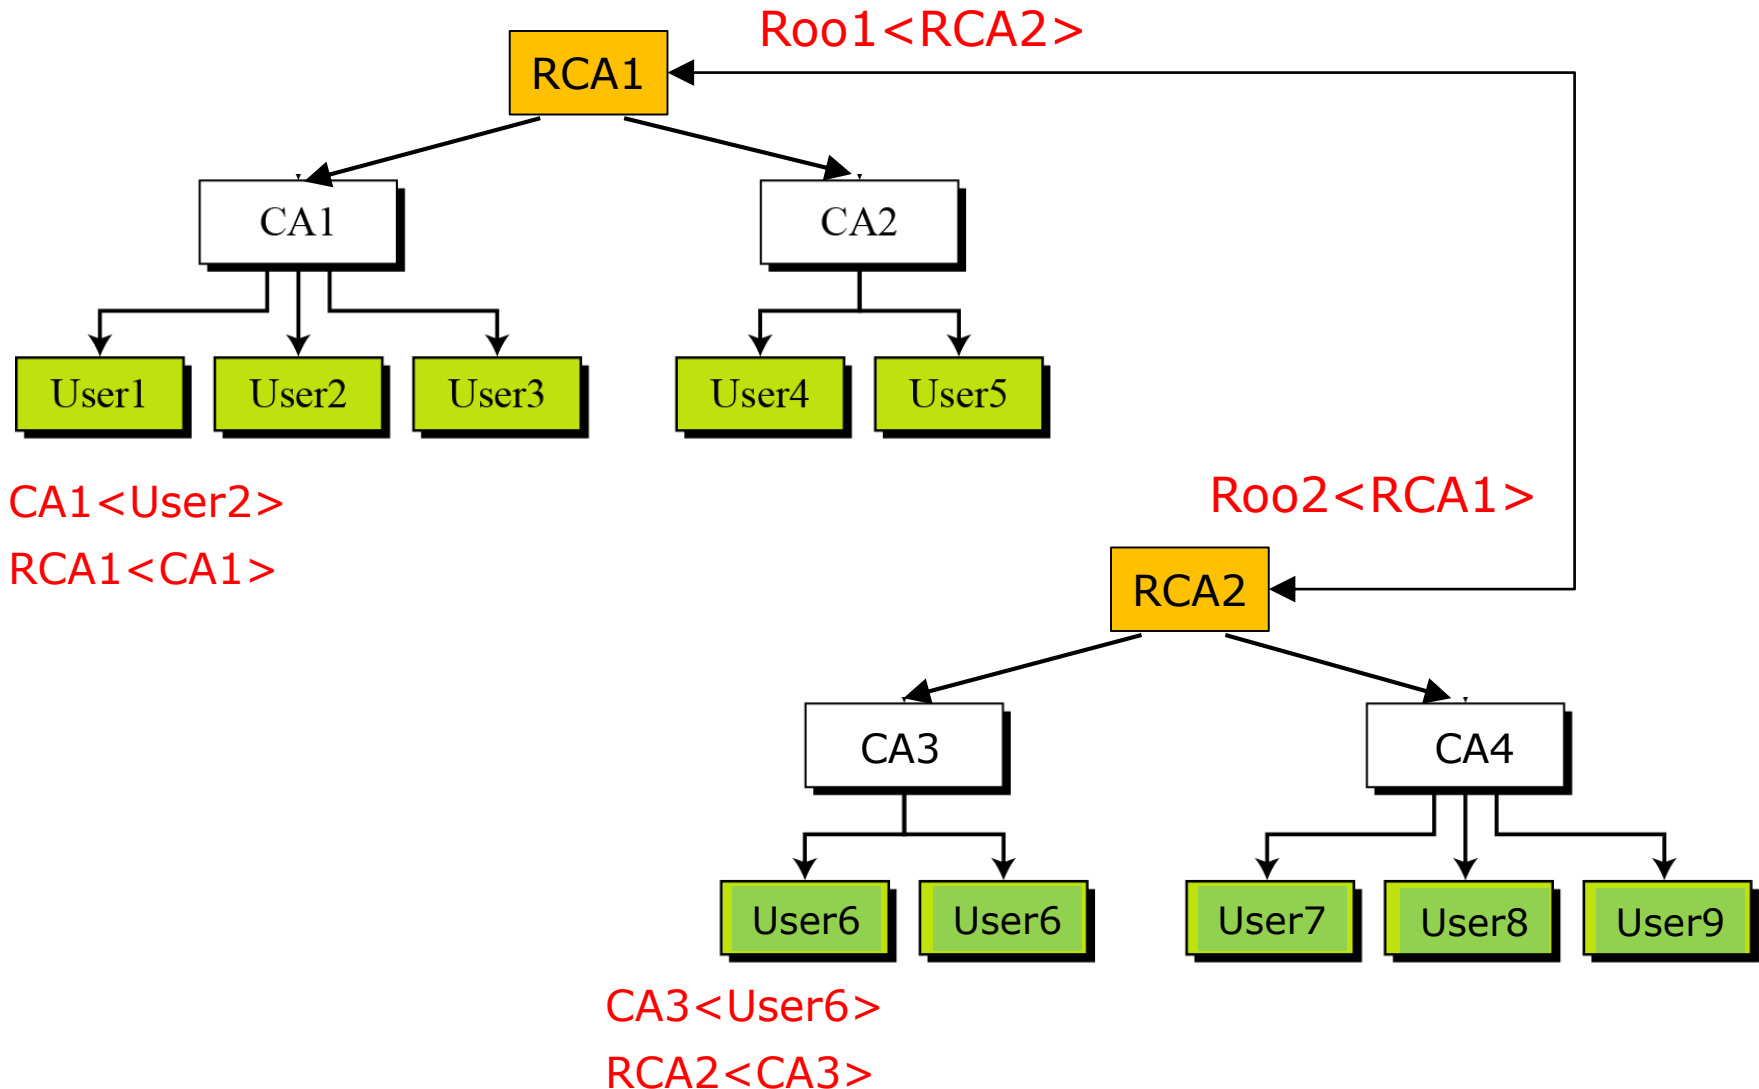 Roo1<RCA2>
RCA1
CA1
CA2
User1
User2
User3
User4
User5
CA1<User2>
RCA1<CA1>
Roo2<RCA1>
RCA2
CA3
CA4
User6
User6
User7
User8
User9
CA3<User6>
RCA2<CA3>